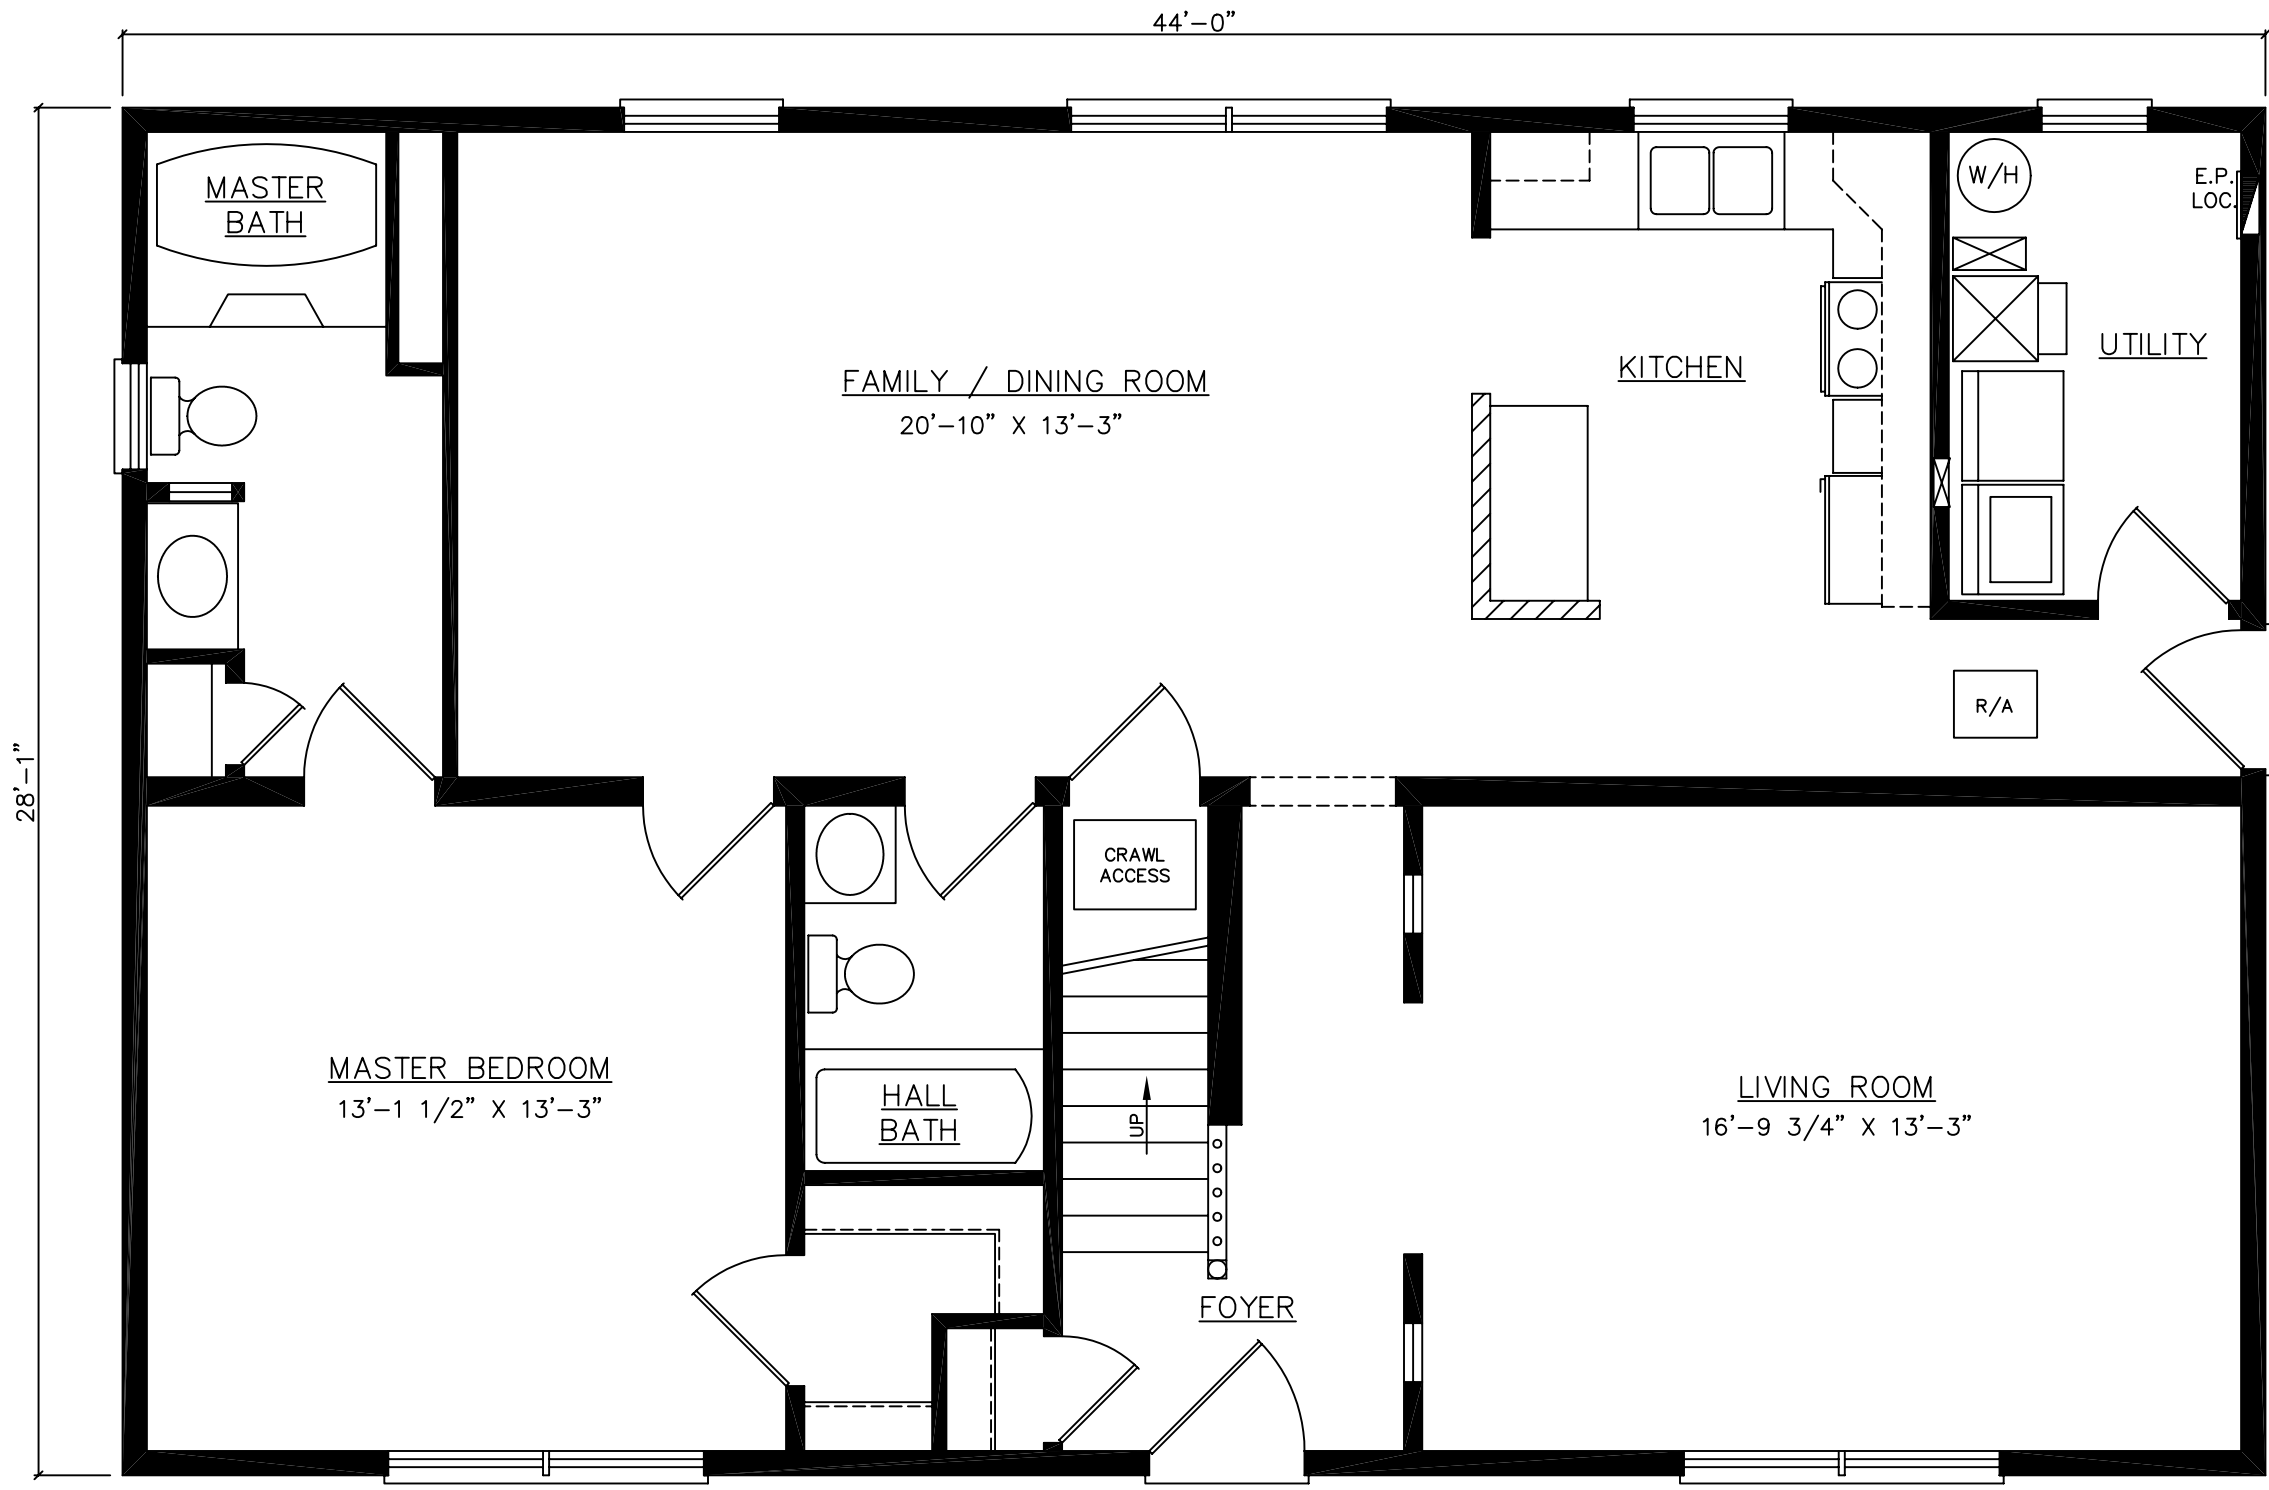 44'-0"
MASTER
BATH
W/H
E.P.
LOC.
UTILITY
KITCHEN
FAMILY / DINING ROOM
20'-10" X 13'-3"
R/A
28'-1"
CRAWL
ACCESS
MASTER BEDROOM
13'-1 1/2" X 13'-3"
HALL
BATH
UP
LIVING ROOM
16'-9 3/4" X 13'-3"
FOYER